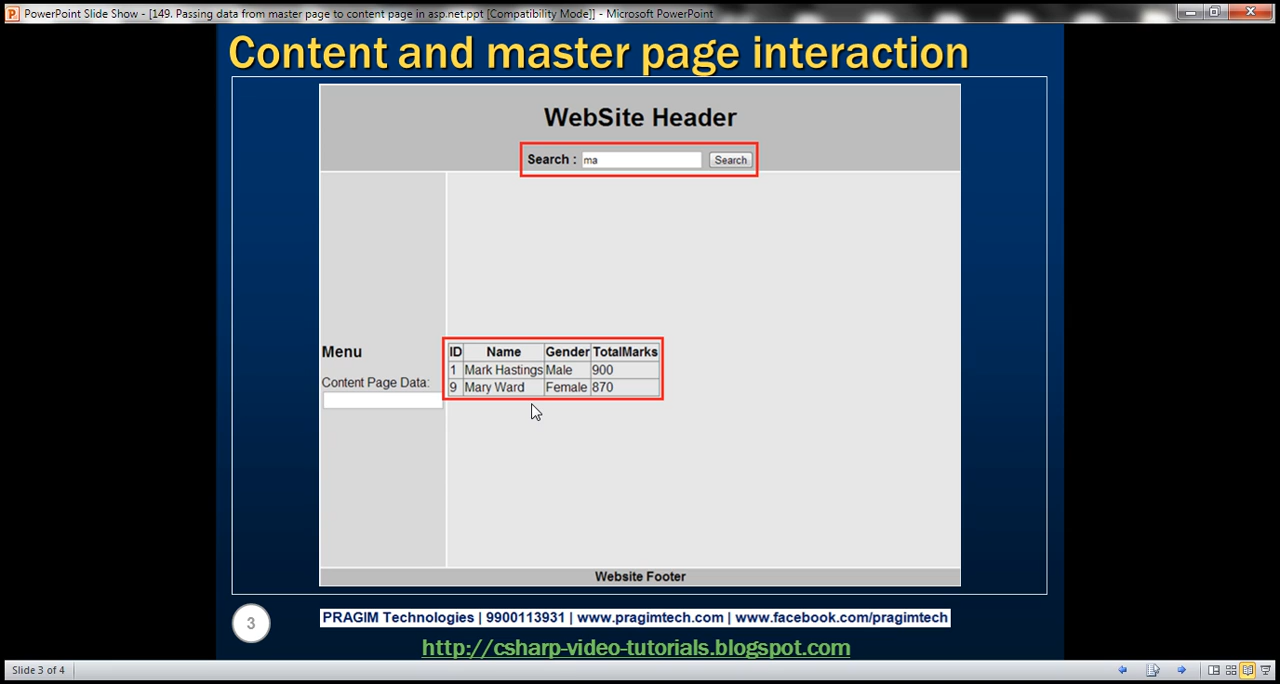 PowerPoint Slide Show - [149. Passing data from master page to content page in asp.net.ppt [Compatibility Mode]] - Microsoft PowerPoint
Content and master page interaction
WebSite Header
Search : ma Search
Menu
Content Page Data:
ID Name Gender TotalMarks
1 Mark Hastings Male 900
9 Mary Ward Female 870
Website Footer
3
PRAGIM Technologies | 9900113931 | www.pragimtech.com | www.facebook.com/pragimtech
http://csharp-video-tutorials.blogspot.com
Slide 3 of 4